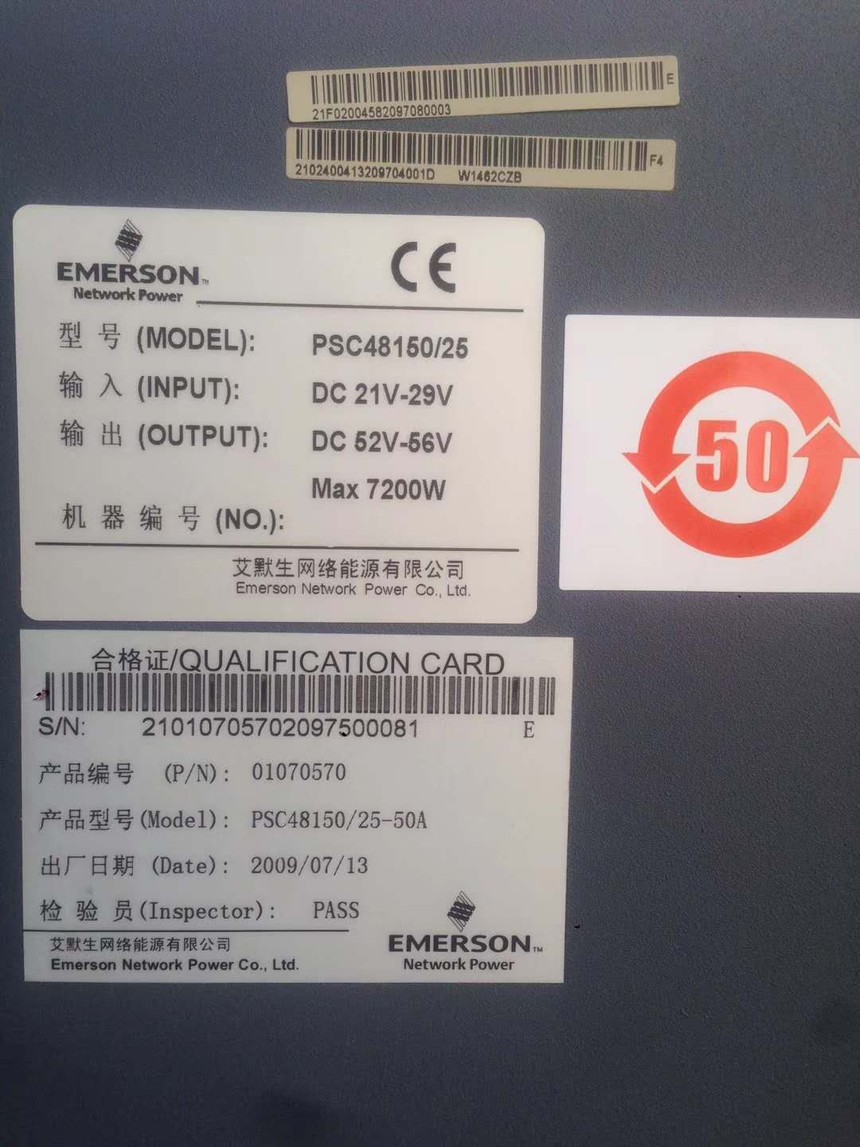 E
21F02004582097080003
F4
2102400413209704001D W1462CZB
EMERSON™
Network Power
CE
型 号 (MODEL): PSC48150/25
输 入 (INPUT): DC 21V-29V
输 出 (OUTPUT): DC 52V-56V
Max 7200W
机 器 编 号 (NO.):
艾默生网络能源有限公司
Emerson Network Power Co., Ltd.
50
合格证/QUALIFICATION CARD
S/N: 21010705702097500081 E
产品编号 (P/N): 01070570
产品型号(Model): PSC48150/25-50A
出厂日期 (Date): 2009/07/13
检 验 员(Inspector): PASS
艾默生网络能源有限公司
Emerson Network Power Co., Ltd.
EMERSON™
Network Power